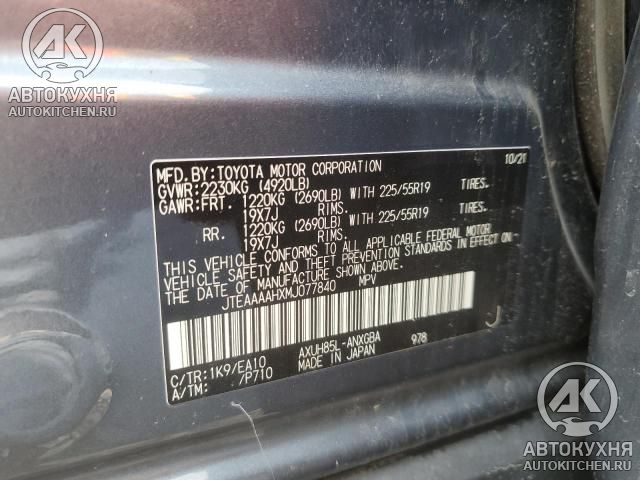 АК
АВТОКУХНЯ
AUTOKITCHEN.RU
MFD. BY:TOYOTA MOTOR CORPORATION 10/21
GVWR:2230KG (4920LB)
GAWR:FRT. 1220KG (2690LB) WITH 225/55R19 TIRES.
19X7J RIMS.
RR. 1220KG (2690LB) WITH 225/55R19 TIRES.
19X7J RIMS.
THIS VEHICLE CONFORMS TO ALL APPLICABLE FEDERAL MOTOR
VEHICLE SAFETY AND THEFT PREVENTION STANDARDS IN EFFECT ON
THE DATE OF MANUFACTURE SHOWN ABOVE.
JTEAAAAHXMJ077840 MPV
J
C/TR:1K9/EA10 AXUH85L-ANXGBA 978
A/TM: /P710 MADE IN JAPAN
АК
АВТОКУХНЯ
AUTOKITCHEN.RU